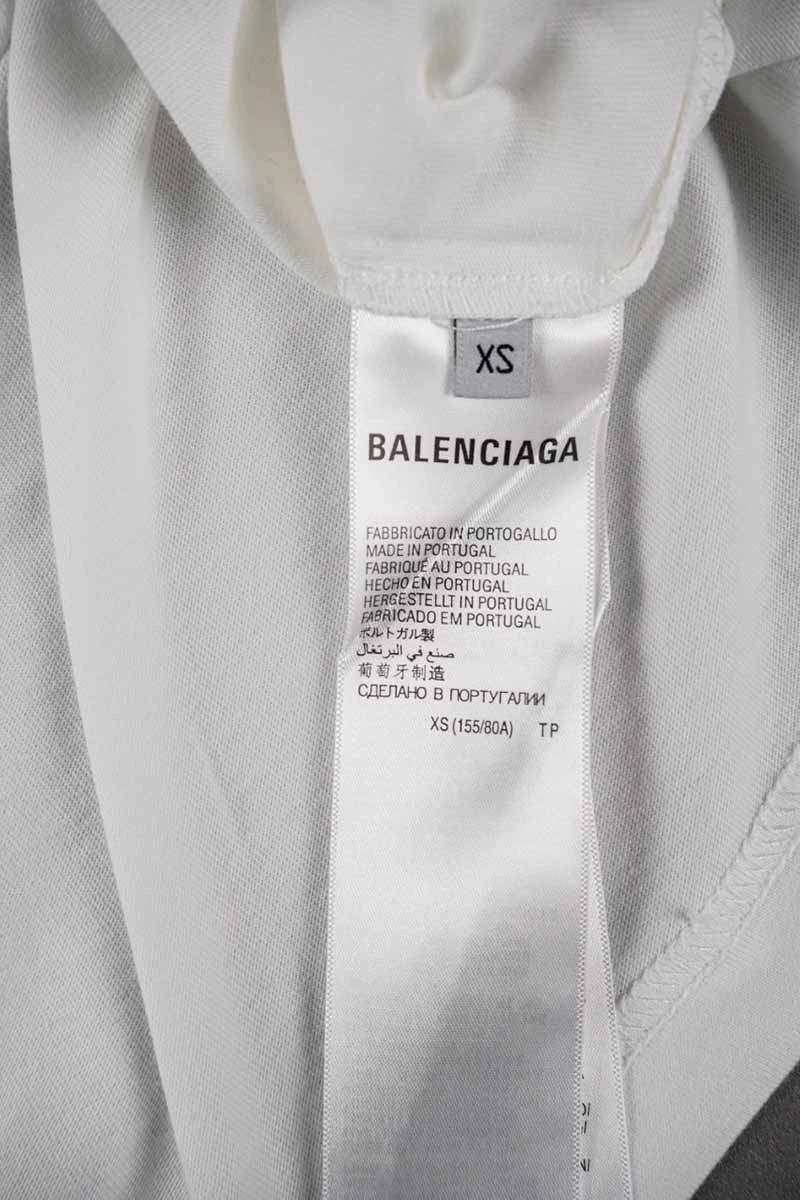 XS
BALENCIAGA
FABBRICATO IN PORTOGALLO
MADE IN PORTUGAL
FABRIQUÉ AU PORTUGAL
HECHO EN PORTUGAL
HERGESTELLT IN PORTUGAL
FABRICADO EM PORTUGAL
ポルトガル製
صنع في البرتغال
葡萄牙制造
СДЕЛАНО В ПОРТУГАЛИИ
XS (155/80A) TP